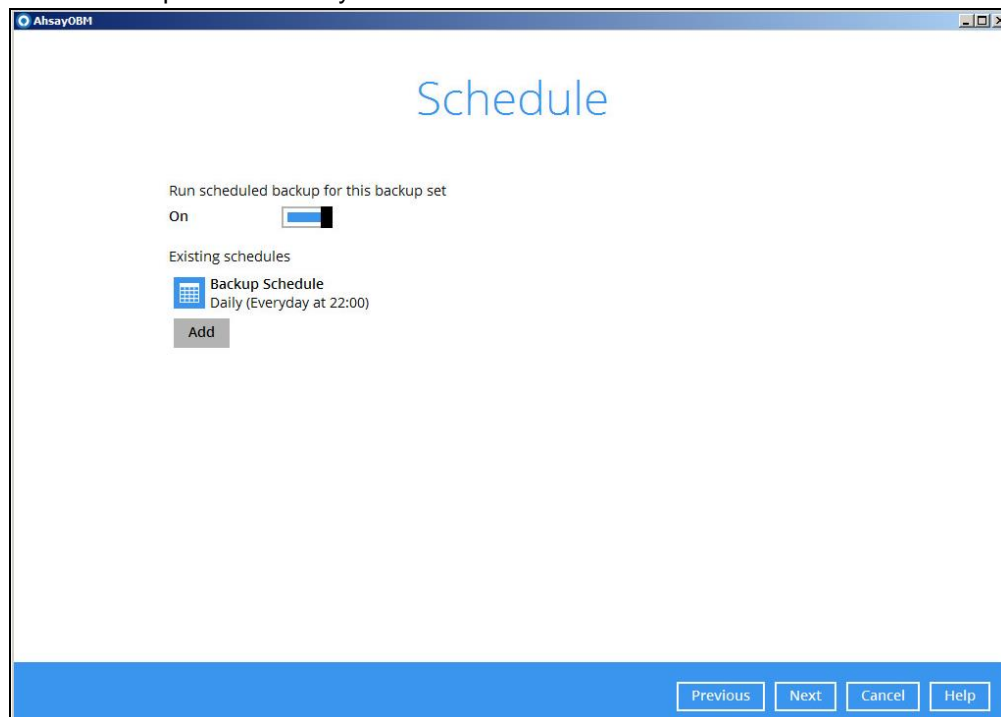 AhsayOBM
Schedule
Run scheduled backup for this backup set
On
Existing schedules
Backup Schedule
Daily (Everyday at 22:00)
Add
Previous Next Cancel Help